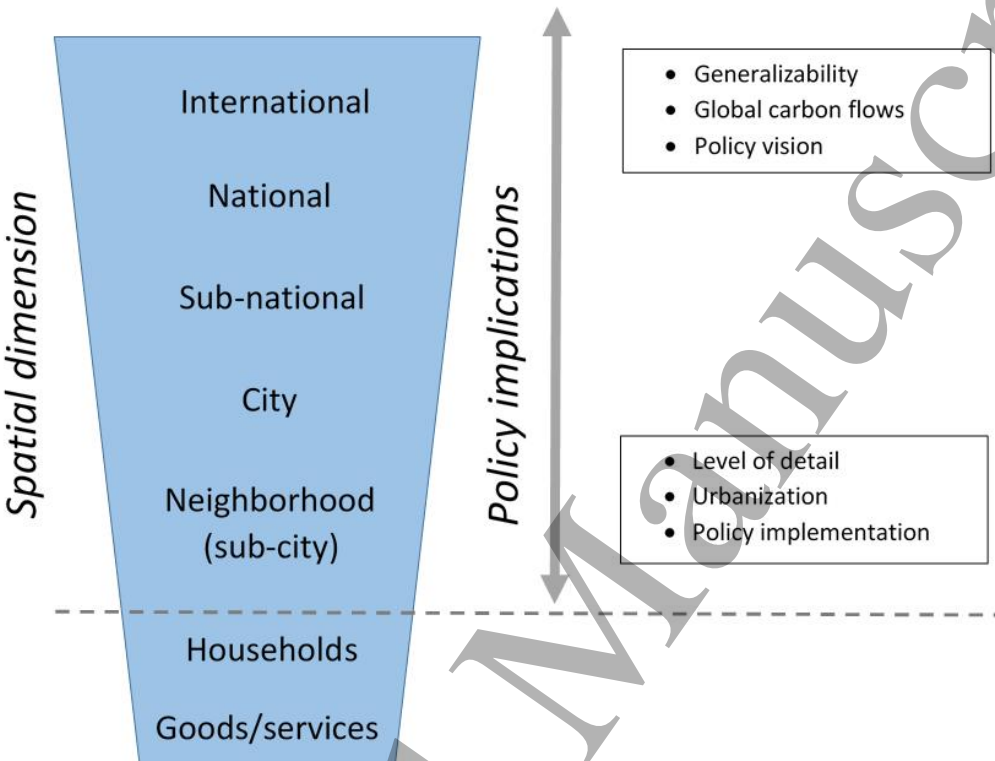 Spatial dimension
International
National
Sub-national
City
Neighborhood
(sub-city)
Households
Goods/services
Policy implications
• Generalizability
• Global carbon flows
• Policy vision
• Level of detail
• Urbanization
• Policy implementation